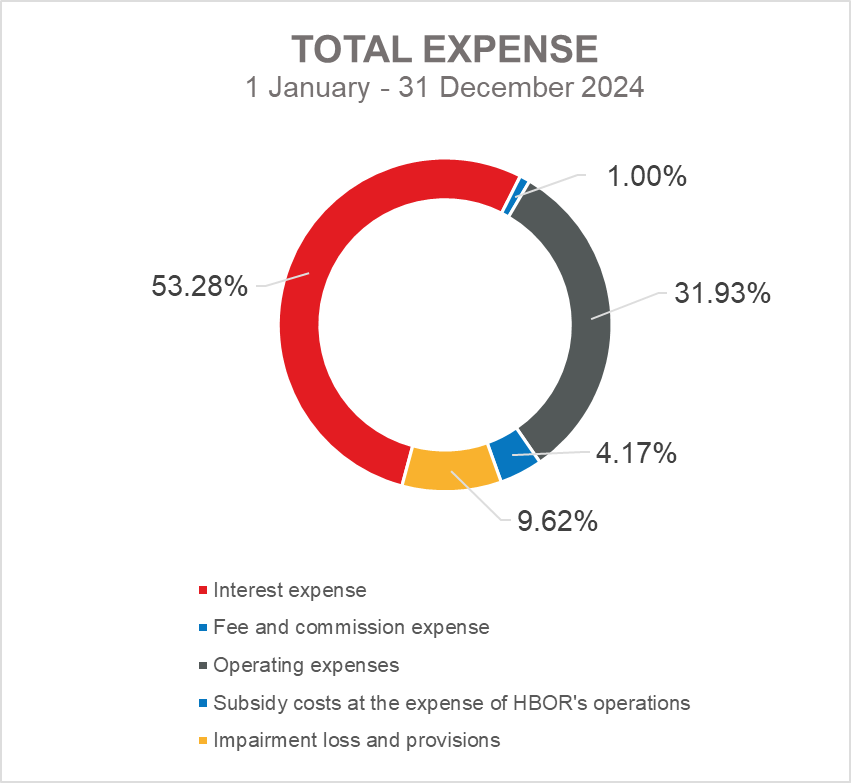 TOTAL EXPENSE
1 January - 31 December 2024
1.00%
53.28%
31.93%
4.17%
9.62%
Interest expense
Fee and commission expense
Operating expenses
Subsidy costs at the expense of HBOR's operations
Impairment loss and provisions